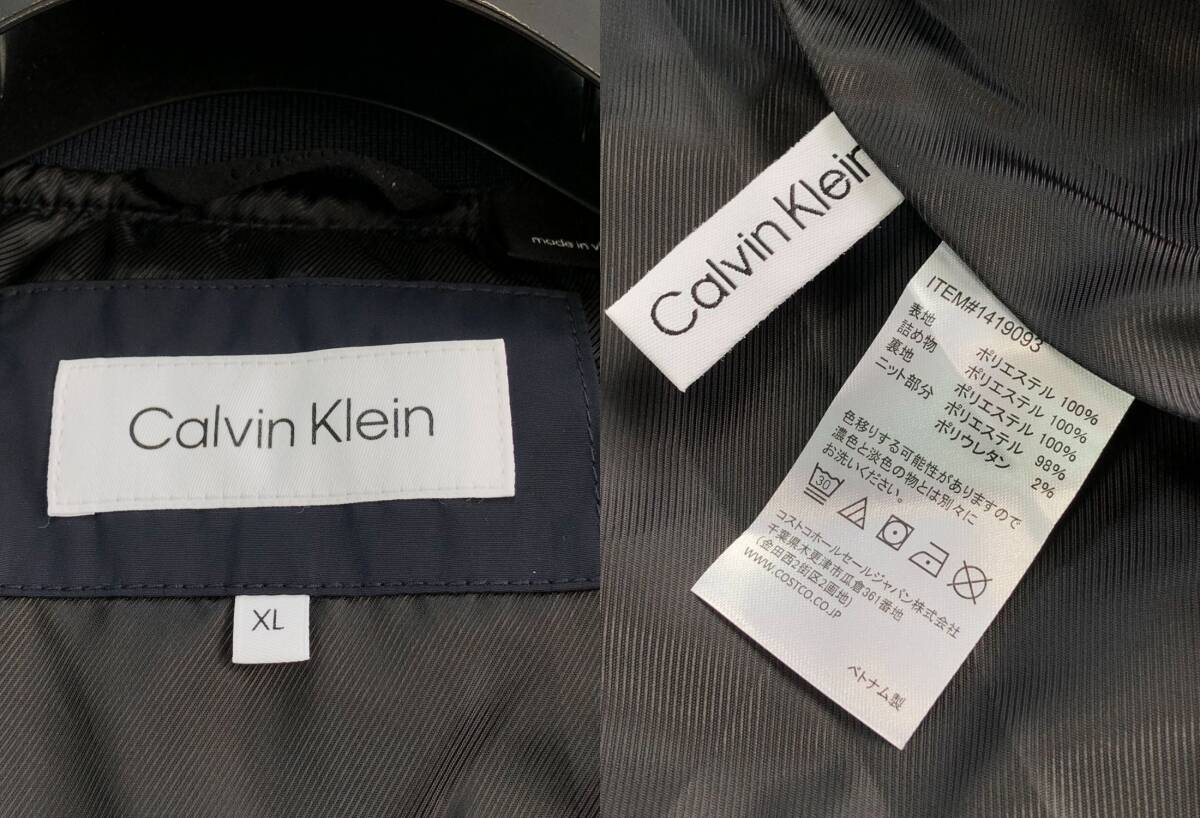 made in v
Calvin Klein
XL
Calvin Klein
ITEM#1419093
表地 ポリエステル 100%
詰め物 ポリエステル 100%
裏地 ポリエステル 100%
ニット部分 ポリエステル 98%
ポリウレタン 2%
色移りする可能性がありますので
濃色と淡色の物とは別々に
お洗いください。
30
コストコホールセールジャパン株式会社
千葉県木更津市瓜倉361番地
(金田西2街区2画地)
www.costco.co.jp
ベトナム製